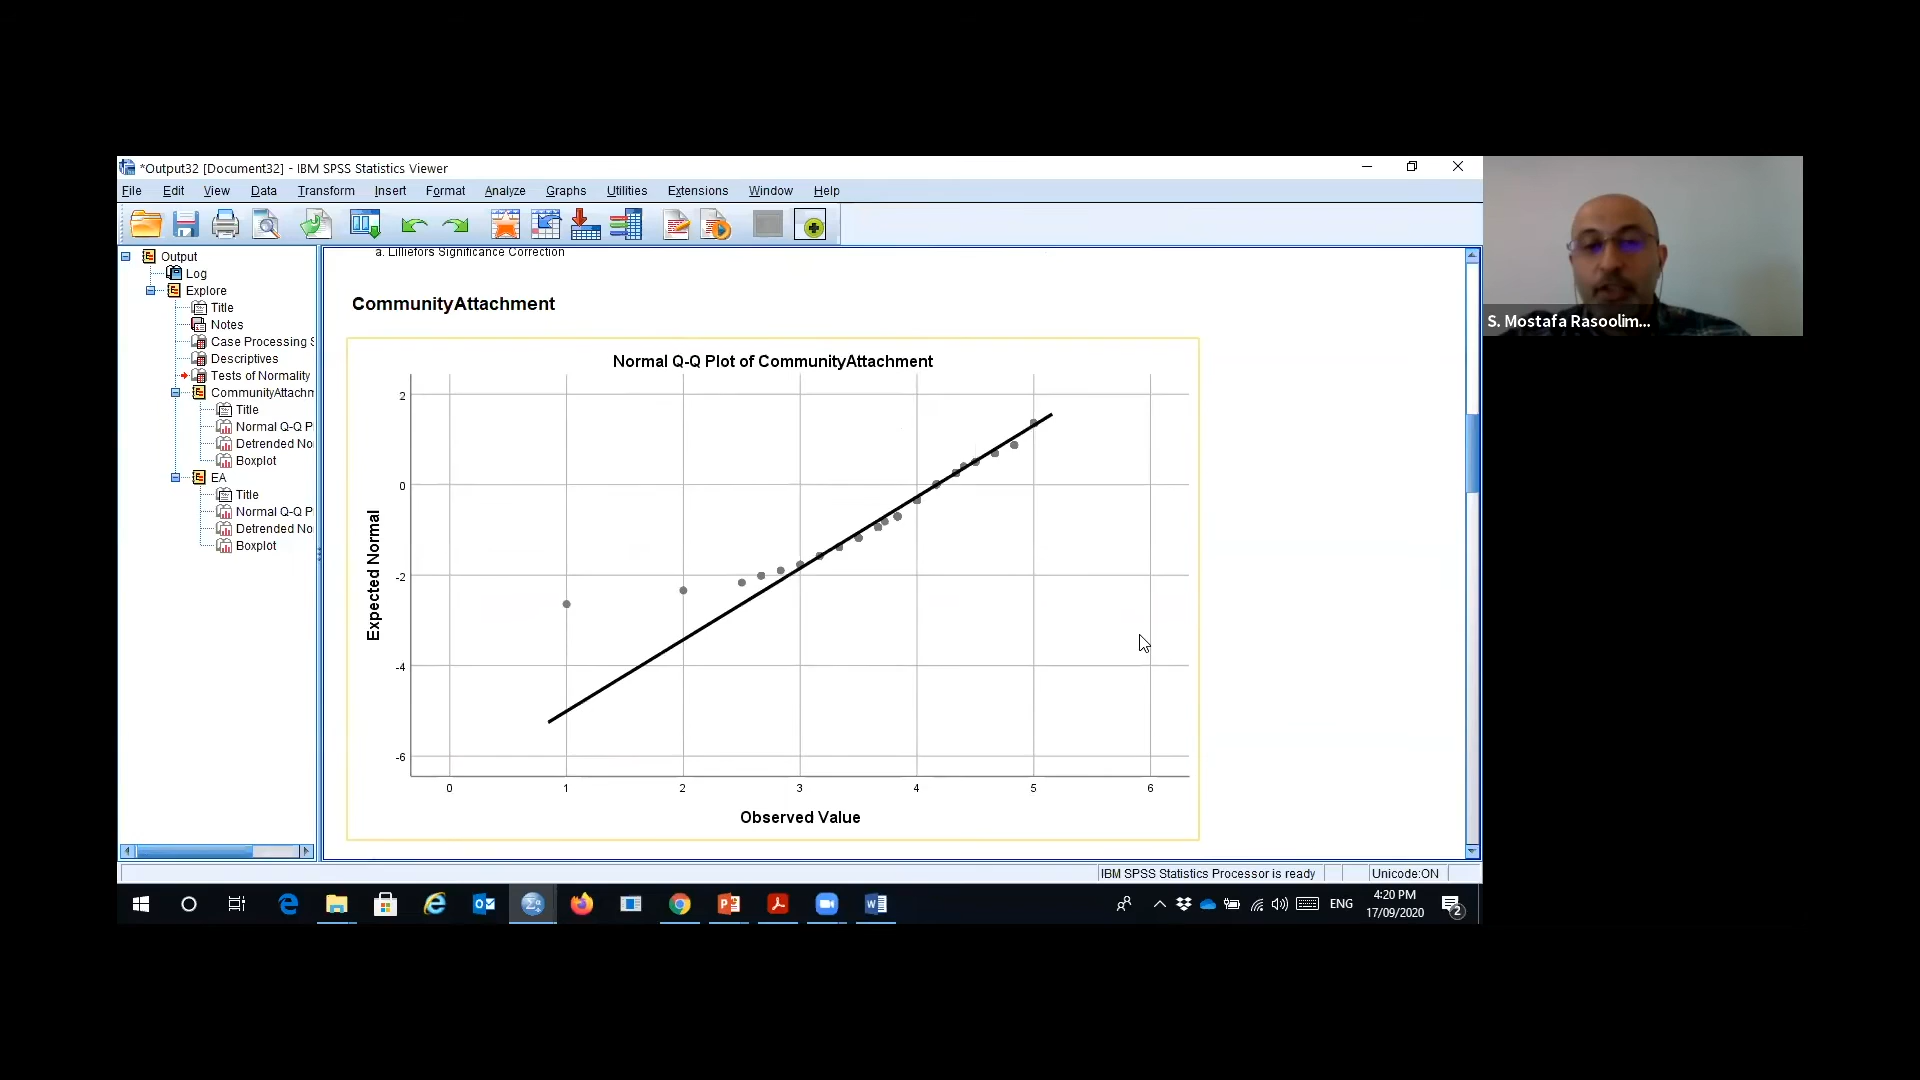 *Output32 [Document32] - IBM SPSS Statistics Viewer
File Edit View Data Transform Insert Format Analyze Graphs Utilities Extensions Window Help
Output
Log
Explore
Title
Notes
Case Processing S
Descriptives
Tests of Normality
CommunityAttachm
Title
Normal Q-Q P
Detrended No
Boxplot
EA
Title
Normal Q-Q P
Detrended No
Boxplot
a. Lilliefors Significance Correction
CommunityAttachment
Normal Q-Q Plot of CommunityAttachment
Expected Normal
2
0
-2
-4
-6
0 1 2 3 4 5 6
Observed Value
S. Mostafa Rasoolim...
IBM SPSS Statistics Processor is ready
Unicode:ON
ENG
4:20 PM
17/09/2020
2